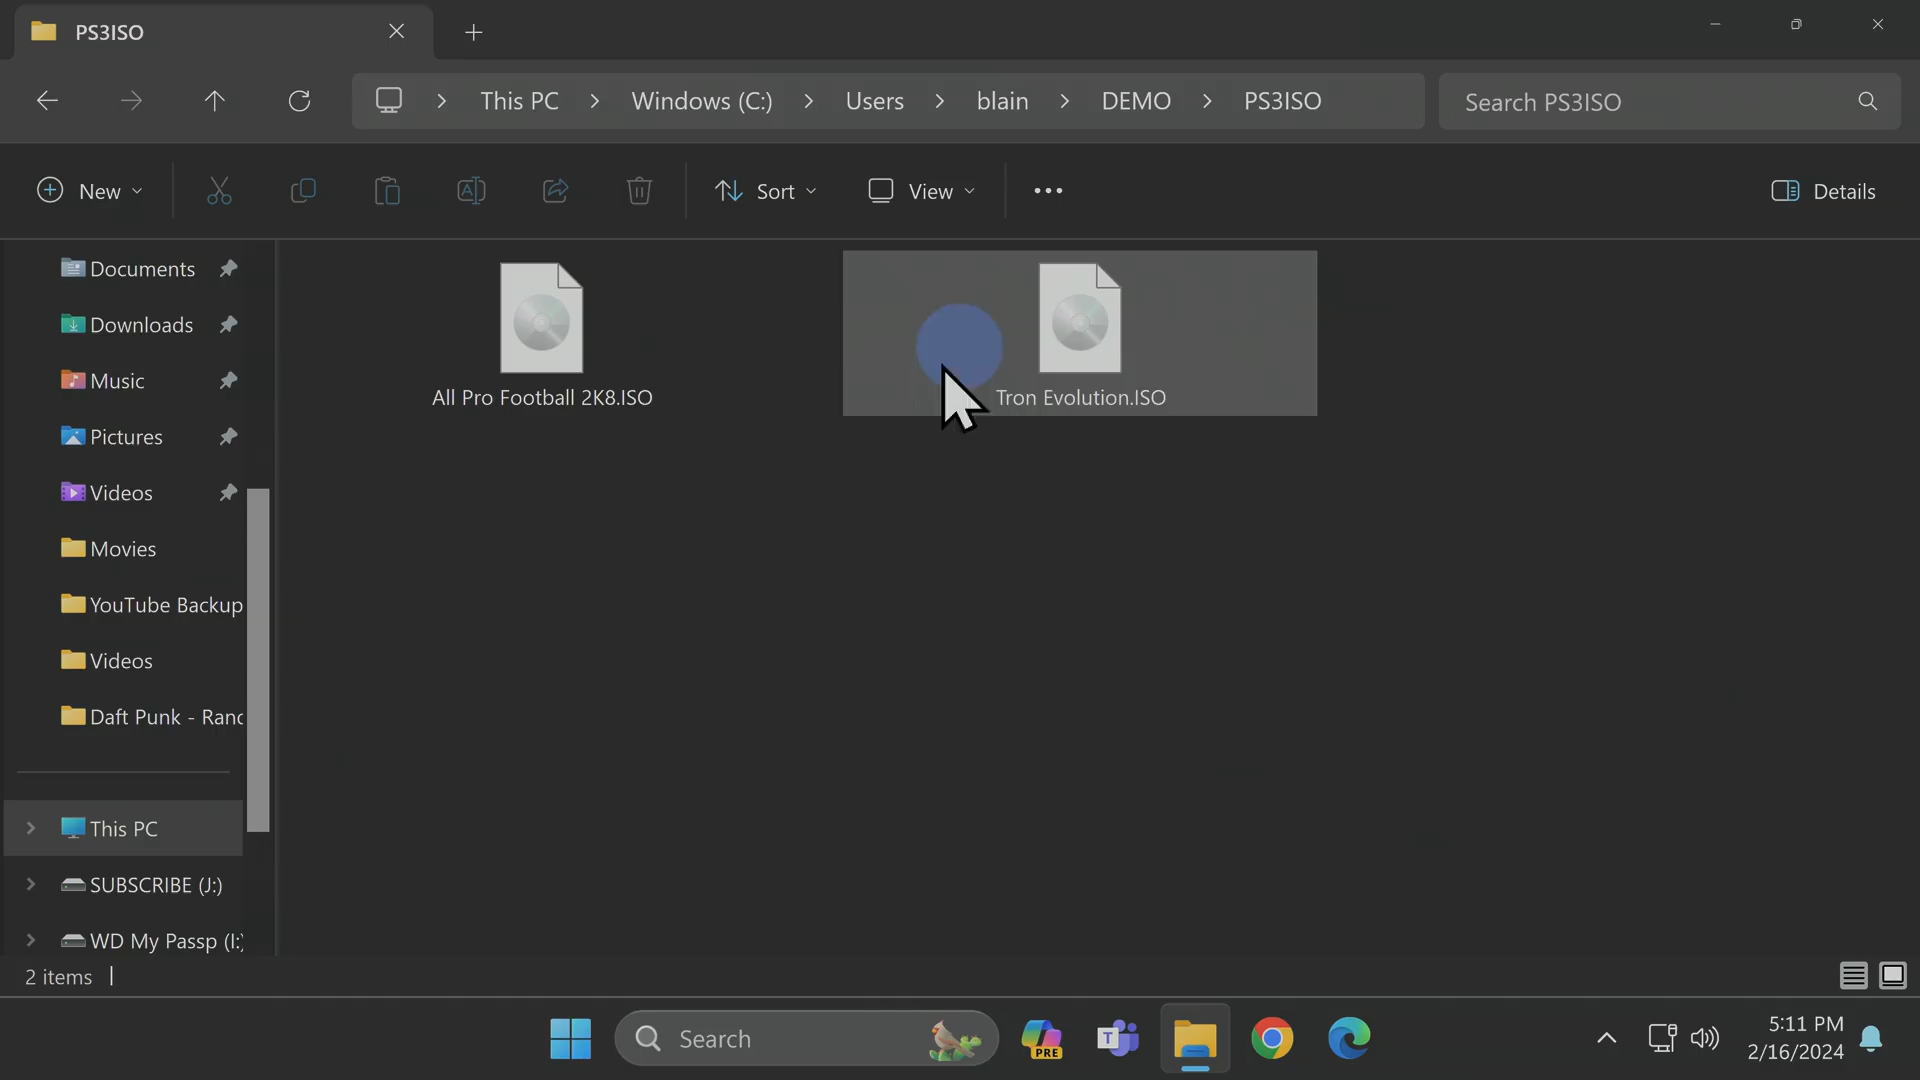 PS3ISO
This PC
Windows (C:)
Users
blain
DEMO
PS3ISO
Search PS3ISO
New
Sort
View
Details
Documents
Downloads
Music
Pictures
Videos
Movies
YouTube Backup
Videos
Daft Punk - Ranc
This PC
SUBSCRIBE (J:)
WD My Passp (I:)
All Pro Football 2K8.ISO
Tron Evolution.ISO
2 items
Search
PRE
T
5:11 PM
2/16/2024